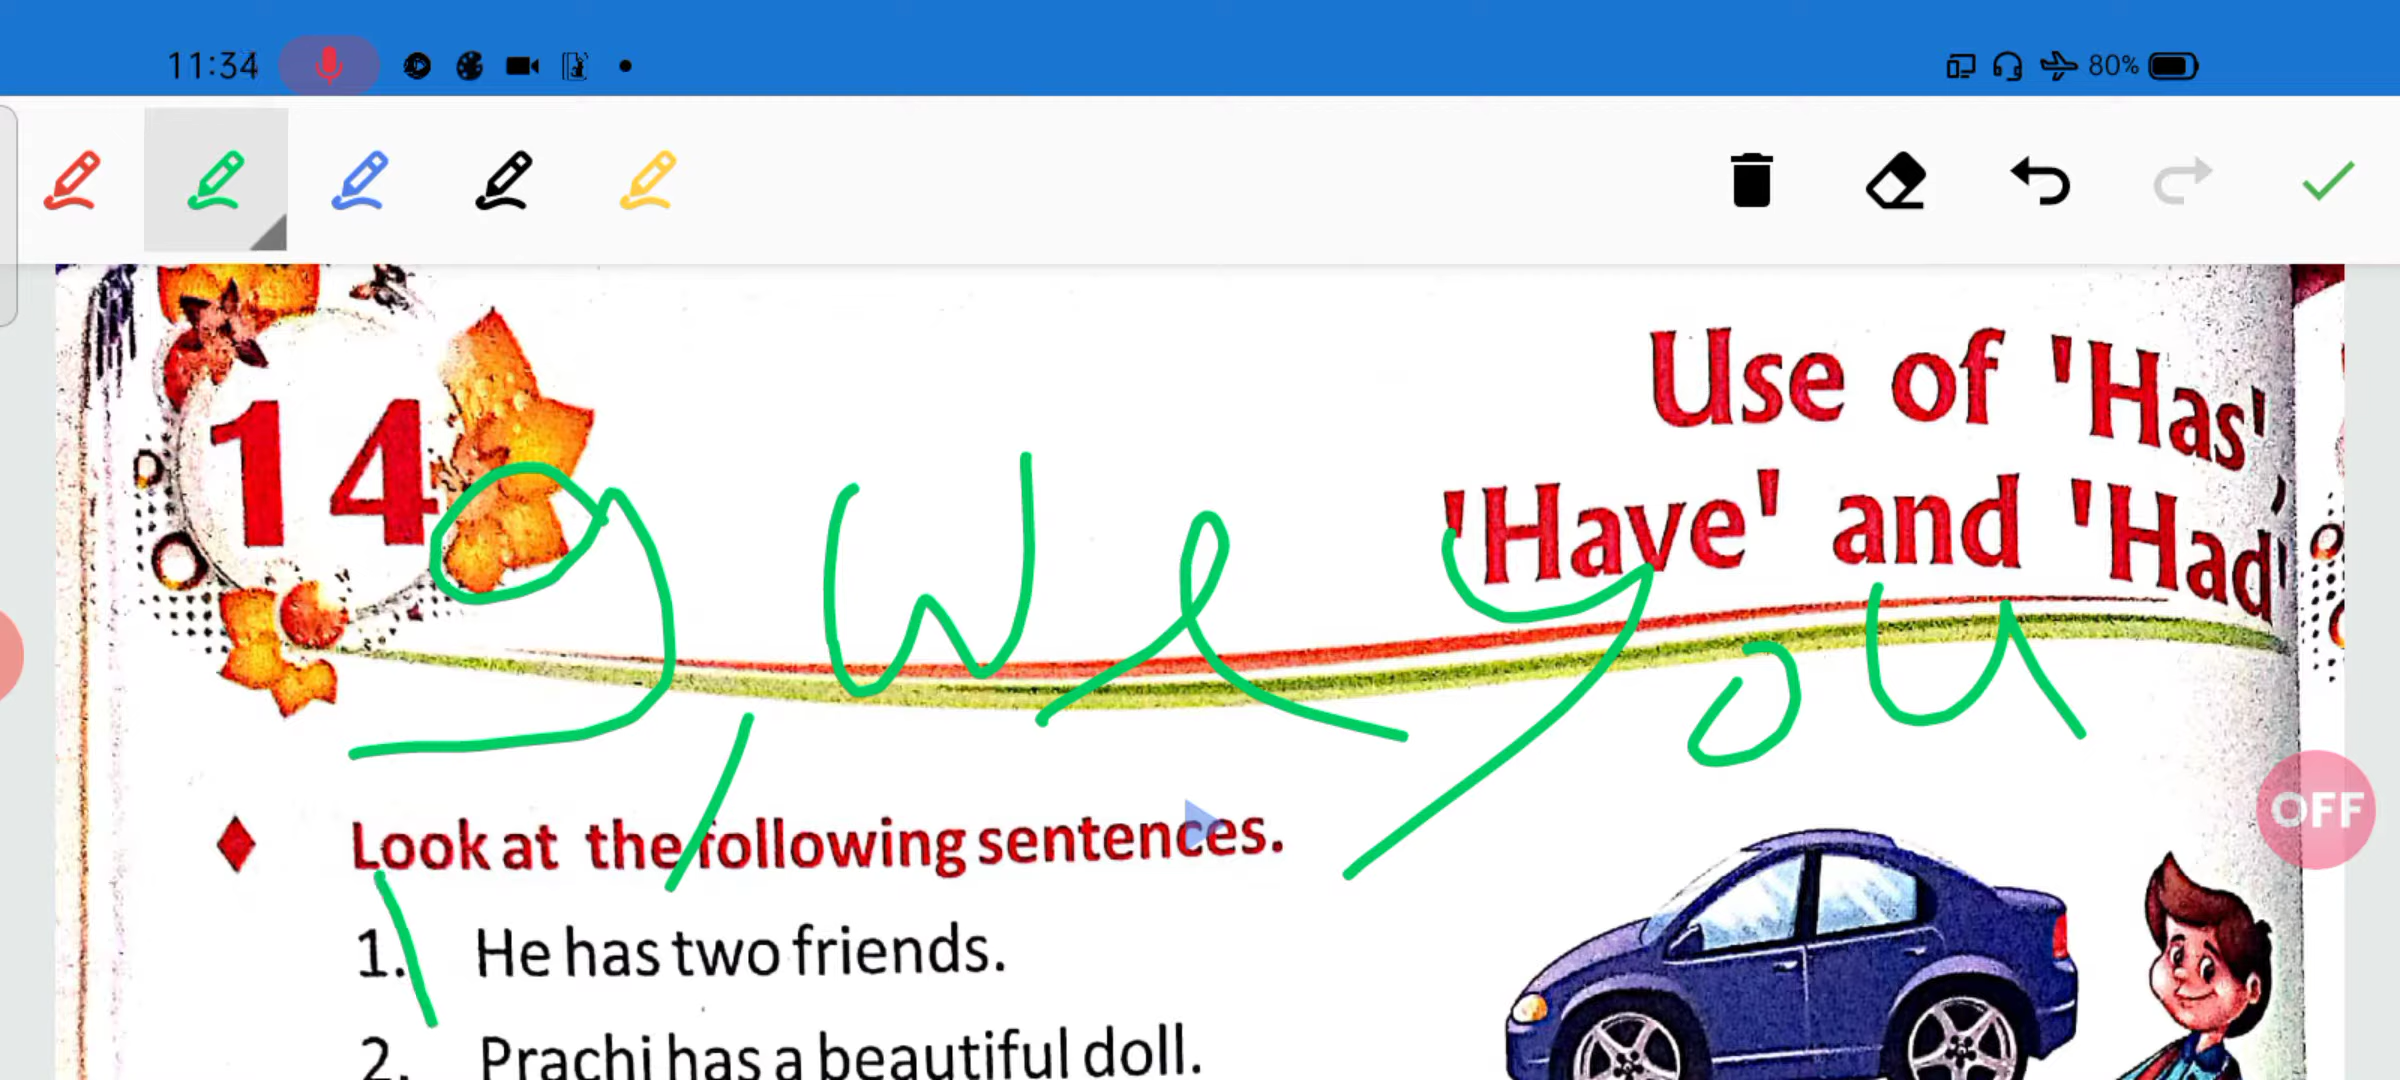 11:34
80%
14
Use of 'Has',
'Have' and 'Had'
I, We You
Look at the following sentences.
OFF
1. He has two friends.
2. Prachi has a beautiful doll.